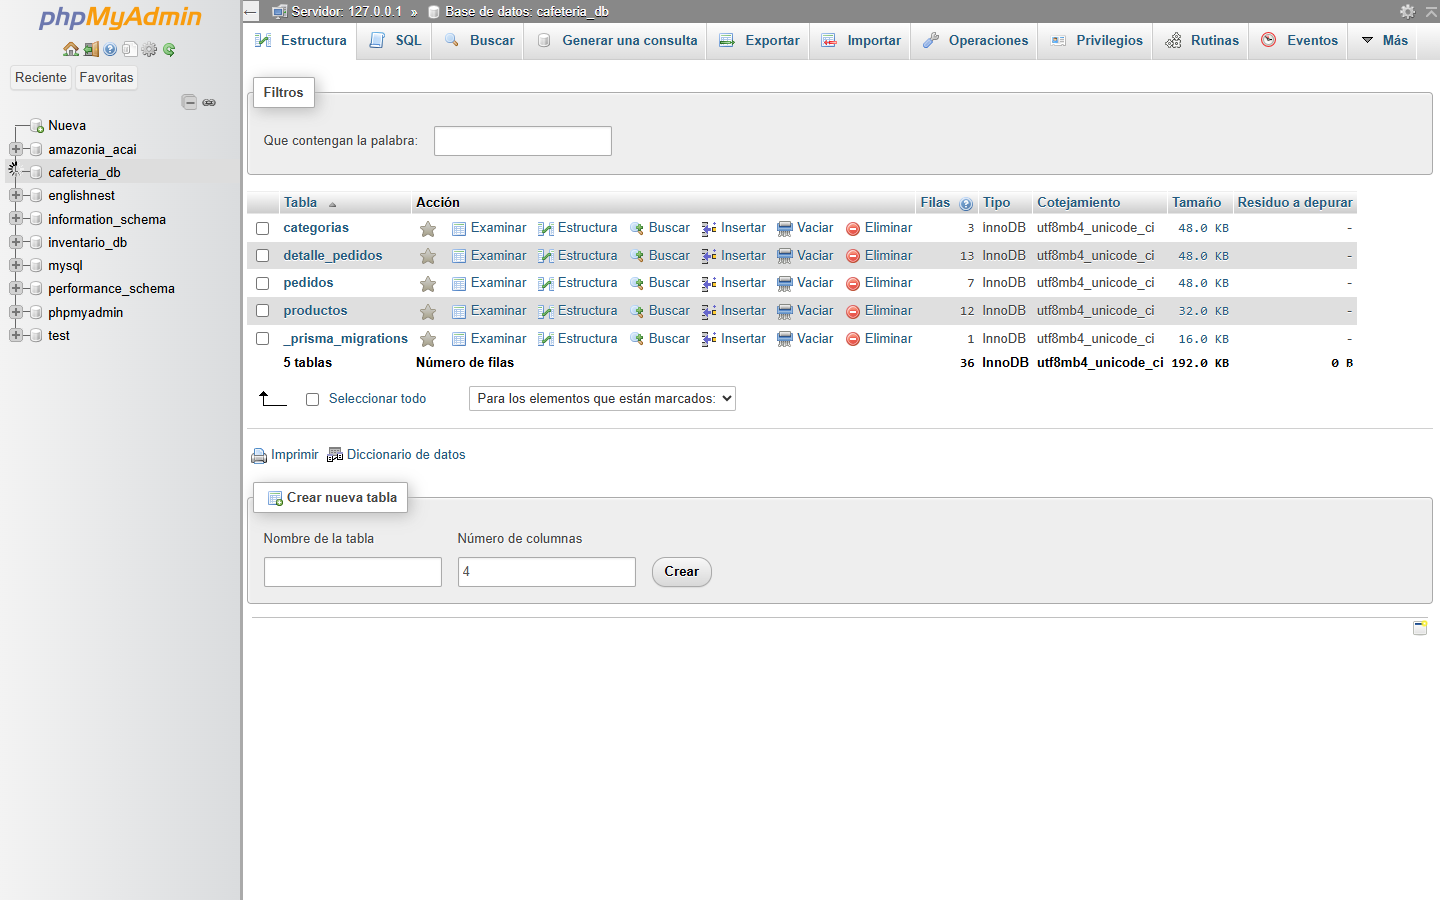 phpMyAdmin
Reciente Favoritas
Nueva
amazonia_acai
cafeteria_db
englishnest
information_schema
inventario_db
mysql
performance_schema
phpmyadmin
test
Servidor: 127.0.0.1 » Base de datos: cafeteria_db
Estructura SQL Buscar Generar una consulta Exportar Importar Operaciones Privilegios Rutinas Eventos Más
Filtros
Que contengan la palabra:
Tabla Acción Filas Tipo Cotejamiento Tamaño Residuo a depurar
categorias Examinar Estructura Buscar Insertar Vaciar Eliminar 3 InnoDB utf8mb4_unicode_ci 48.0 KB -
detalle_pedidos Examinar Estructura Buscar Insertar Vaciar Eliminar 13 InnoDB utf8mb4_unicode_ci 48.0 KB -
pedidos Examinar Estructura Buscar Insertar Vaciar Eliminar 7 InnoDB utf8mb4_unicode_ci 48.0 KB -
productos Examinar Estructura Buscar Insertar Vaciar Eliminar 12 InnoDB utf8mb4_unicode_ci 32.0 KB -
_prisma_migrations Examinar Estructura Buscar Insertar Vaciar Eliminar 1 InnoDB utf8mb4_unicode_ci 16.0 KB -
5 tablas Número de filas 36 InnoDB utf8mb4_unicode_ci 192.0 KB 0 B
Seleccionar todo Para los elementos que están marcados:
Imprimir Diccionario de datos
Crear nueva tabla
Nombre de la tabla Número de columnas
4 Crear